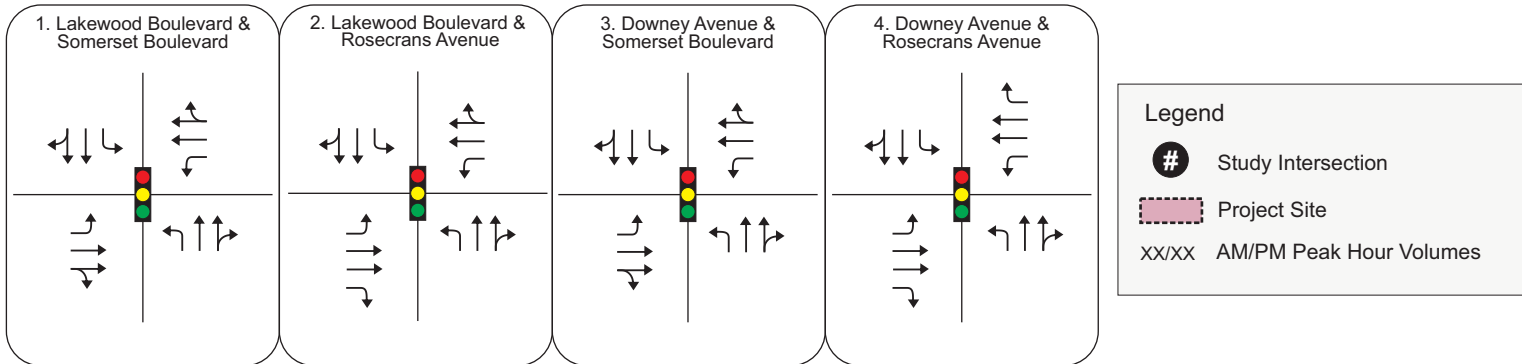 1. Lakewood Boulevard &
Somerset Boulevard
2. Lakewood Boulevard &
Rosecrans Avenue
3. Downey Avenue &
Somerset Boulevard
4. Downey Avenue &
Rosecrans Avenue
Legend
# Study Intersection
Project Site
XX/XX AM/PM Peak Hour Volumes